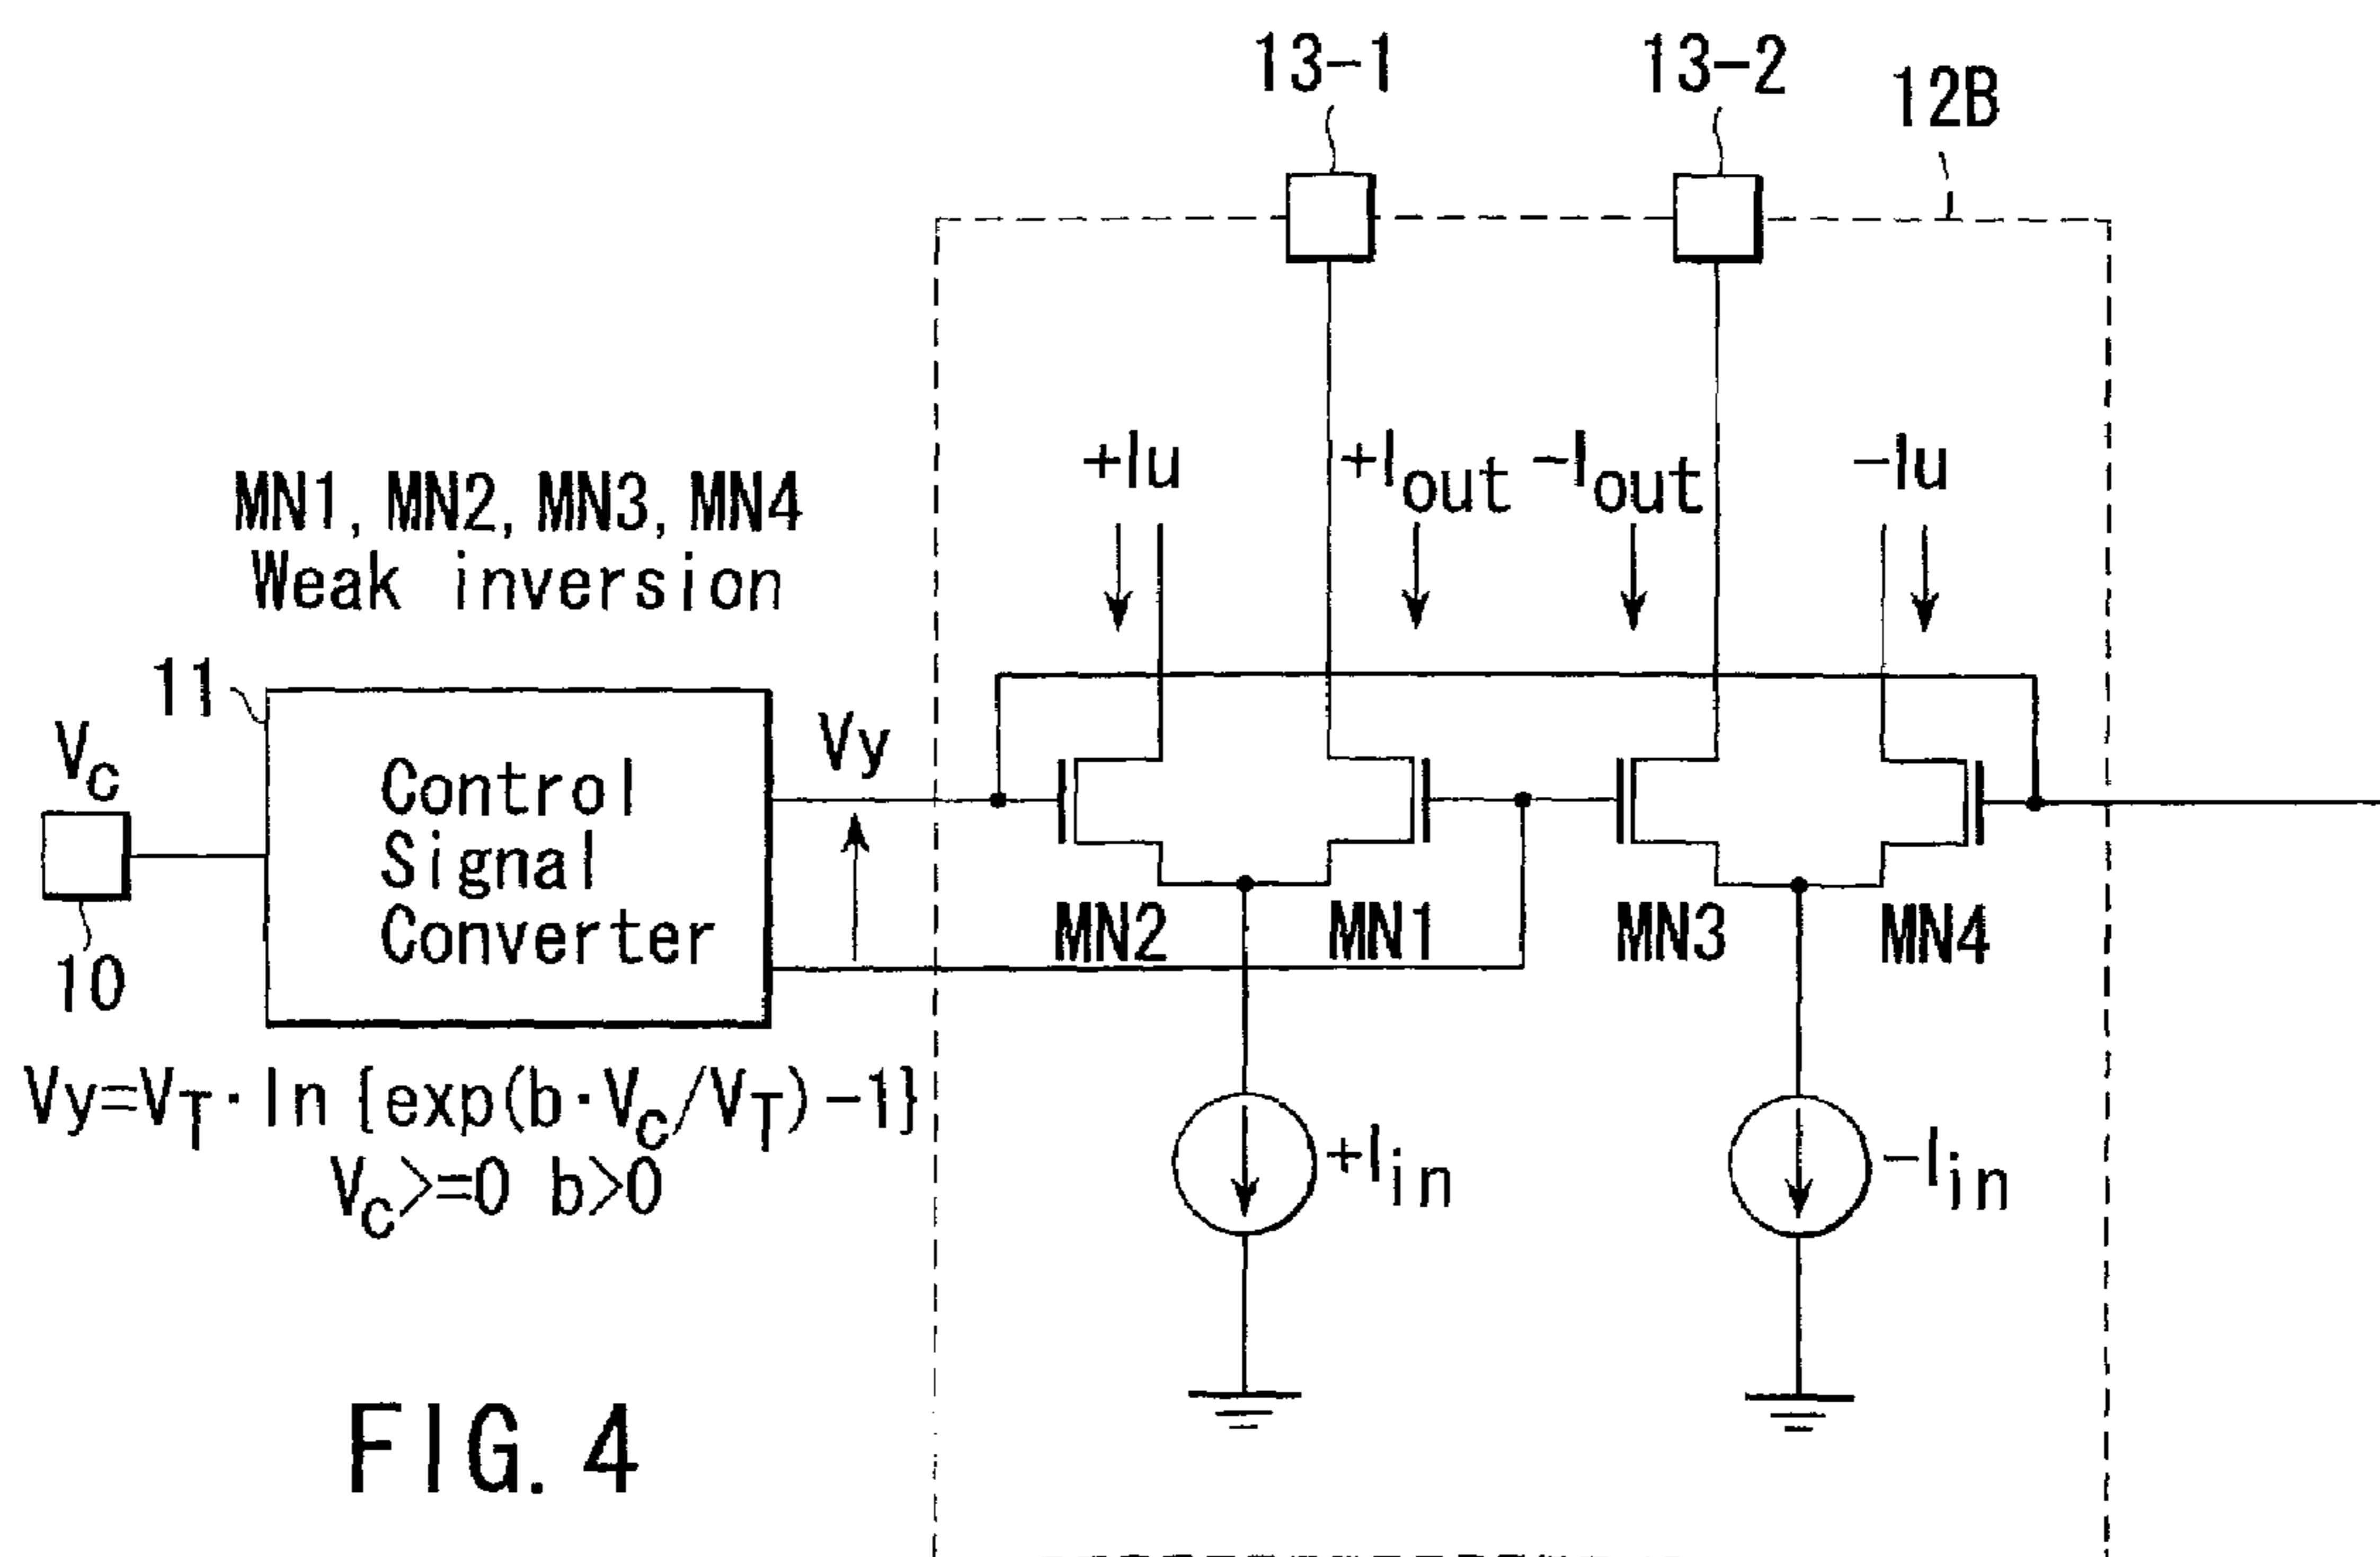 13-1
13-2
12B
+Iu
+Iout
-Iout
-Iu
MN1, MN2, MN3, MN4
Weak inversion
11
Vc
Vy
Control
Signal
Converter
10
MN2
MN1
MN3
MN4
Vy=VT·ln {exp(b·Vc/VT)-1}
Vc>=0 b>0
+Iin
-Iin
FIG. 4